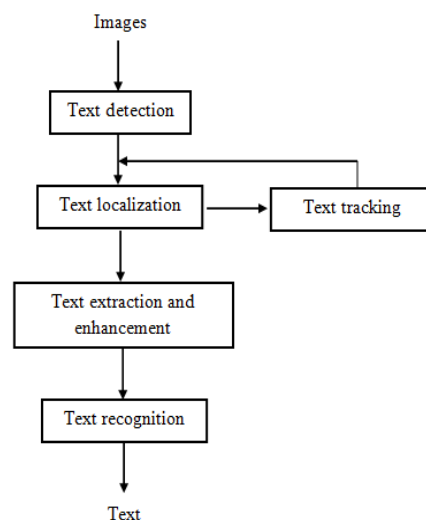 Images
Text detection
Text localization
Text tracking
Text extraction and
enhancement
Text recognition
Text